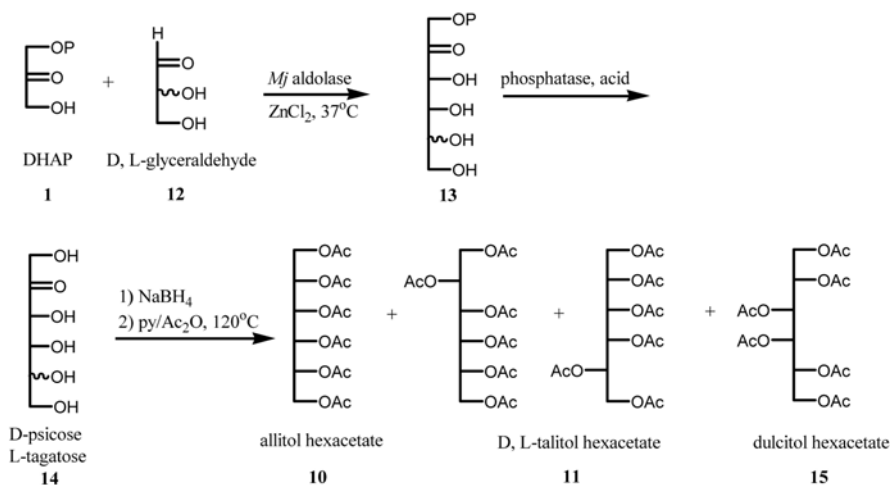 OP
O
OH
DHAP
1
+
H
O
OH
OH
D, L-glyceraldehyde
12
Mj aldolase
ZnCl2, 37°C
OP
O
OH
OH
OH
OH
13
phosphatase, acid
OH
O
OH
OH
OH
OH
D-psicose
L-tagatose
14
1) NaBH4
2) py/Ac2O, 120°C
OAc
OAc
OAc
OAc
OAc
OAc
allitol hexacetate
10
+
OAc
AcO
OAc
OAc
OAc
OAc
+
OAc
OAc
OAc
OAc
AcO
OAc
D, L-talitol hexacetate
11
+
OAc
OAc
AcO
AcO
OAc
OAc
dulcitol hexacetate
15